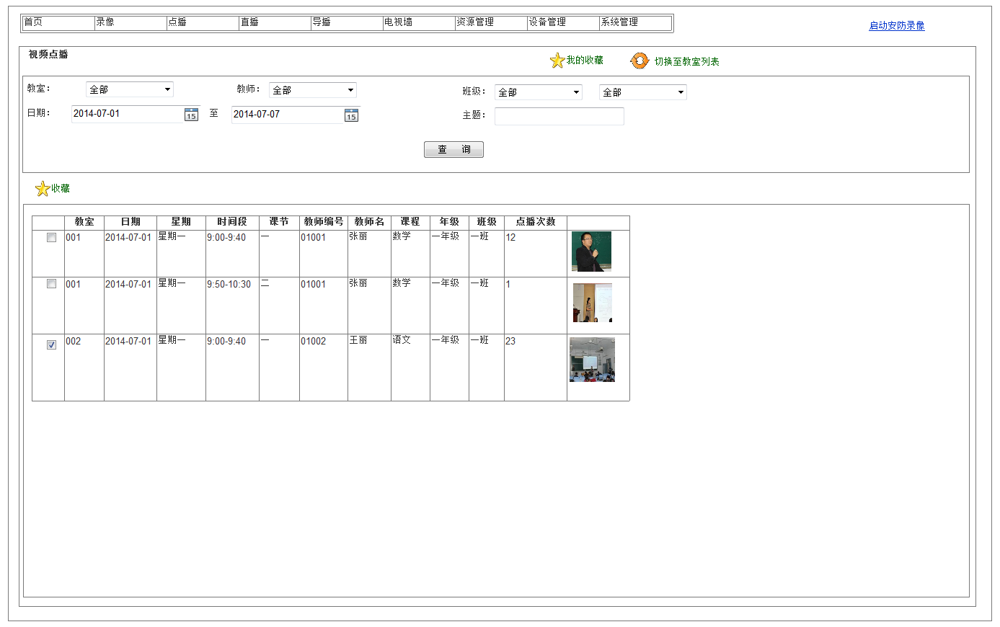 首页 录像 点播 直播 导播 电视墙 资源管理 设备管理 系统管理
启动安防录像
视频点播
我的收藏 切换至教室列表
教室： 全部 教师： 全部 班级： 全部 全部
日期： 2014-07-01 15 至 2014-07-07 15 主题：
查 询
收藏
教室 日期 星期 时间段 课节 教师编号 教师名 课程 年级 班级 点播次数
001 2014-07-01 星期一 9:00-9:40 一 01001 张丽 数学 一年级 一班 12
001 2014-07-01 星期一 9:50-10:30 二 01001 张丽 数学 一年级 一班 1
002 2014-07-01 星期一 9:00-9:40 一 01002 王丽 语文 一年级 一班 23